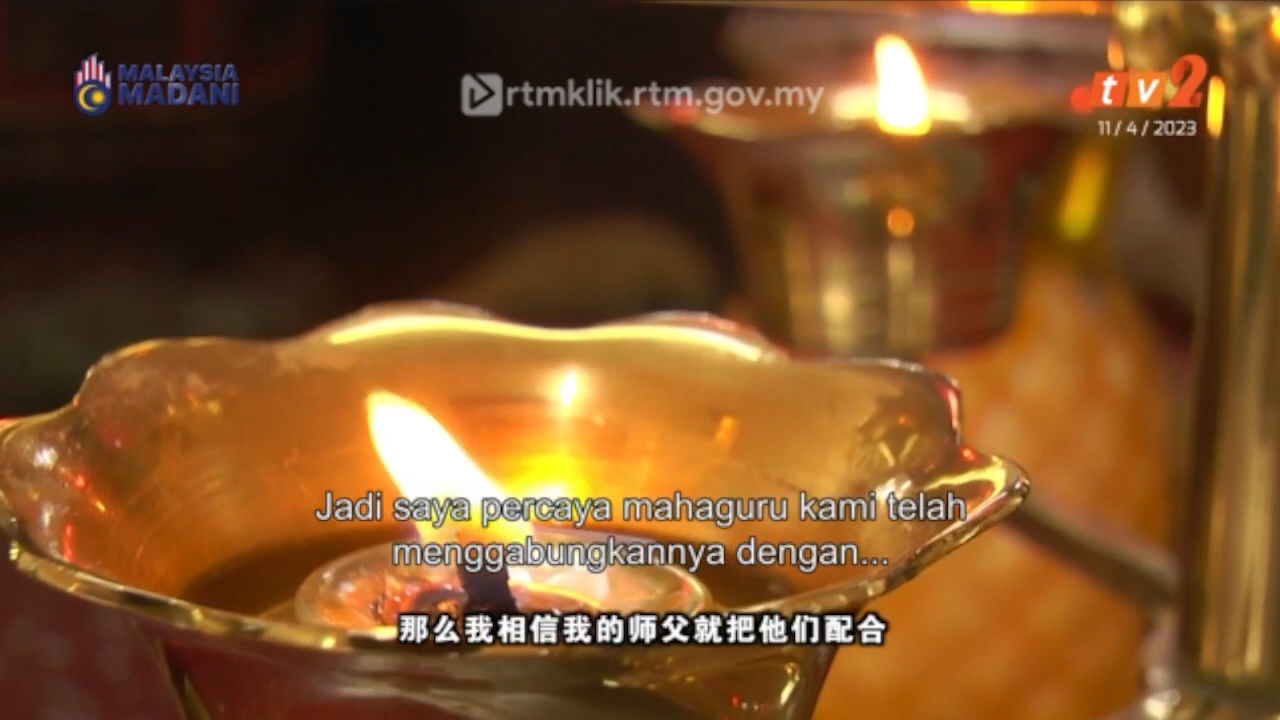 MALAYSIA
MADANI
rtmklik.rtm.gov.my
tv2
11/4/2023
Jadi saya percaya mahaguru kami telah
menggabungkannya dengan...
那么我相信我的师父就把他们配合